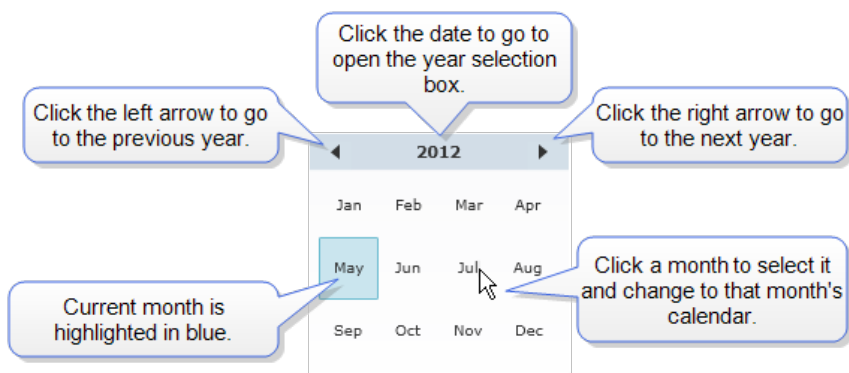 Click the date to go to
open the year selection
box.
Click the left arrow to go
to the previous year.
Click the right arrow to go
to the next year.
2012
Jan Feb Mar Apr
May Jun Jul Aug
Sep Oct Nov Dec
Click a month to select it
and change to that month's
calendar.
Current month is
highlighted in blue.